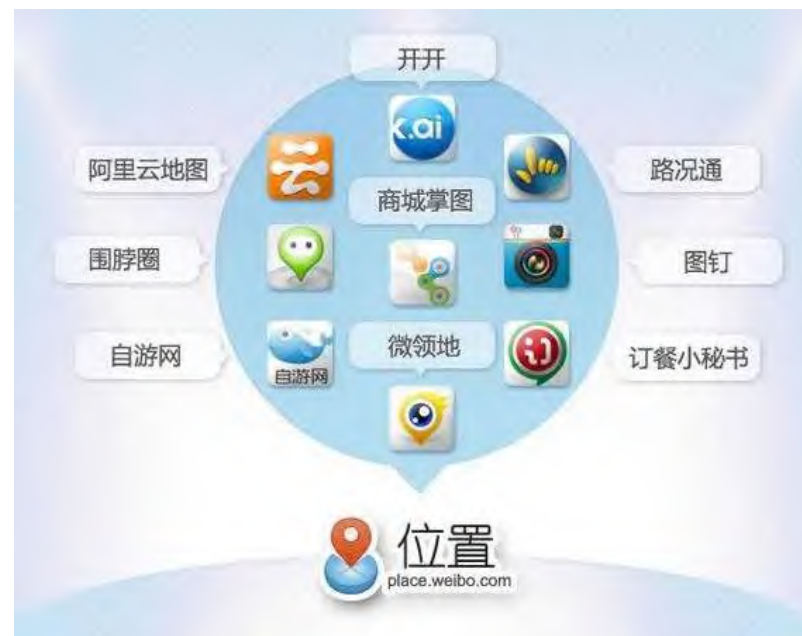 开开
k.ai
阿里云地图
云
路况通
商城掌图
围脖圈
图钉
自游网
自游网
微领地
订餐小秘书
位置
place.weibo.com